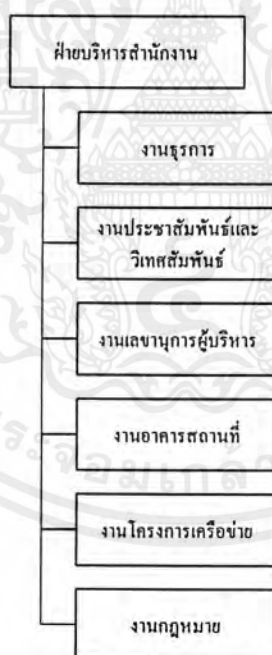 ฝ่ายบริหารสำนักงาน
งานธุรการ
งานประชาสัมพันธ์และ
วิเทศสัมพันธ์
งานเลขานุการผู้บริหาร
งานอาคารสถานที่
งานโครงการเครือข่าย
งานกฎหมาย